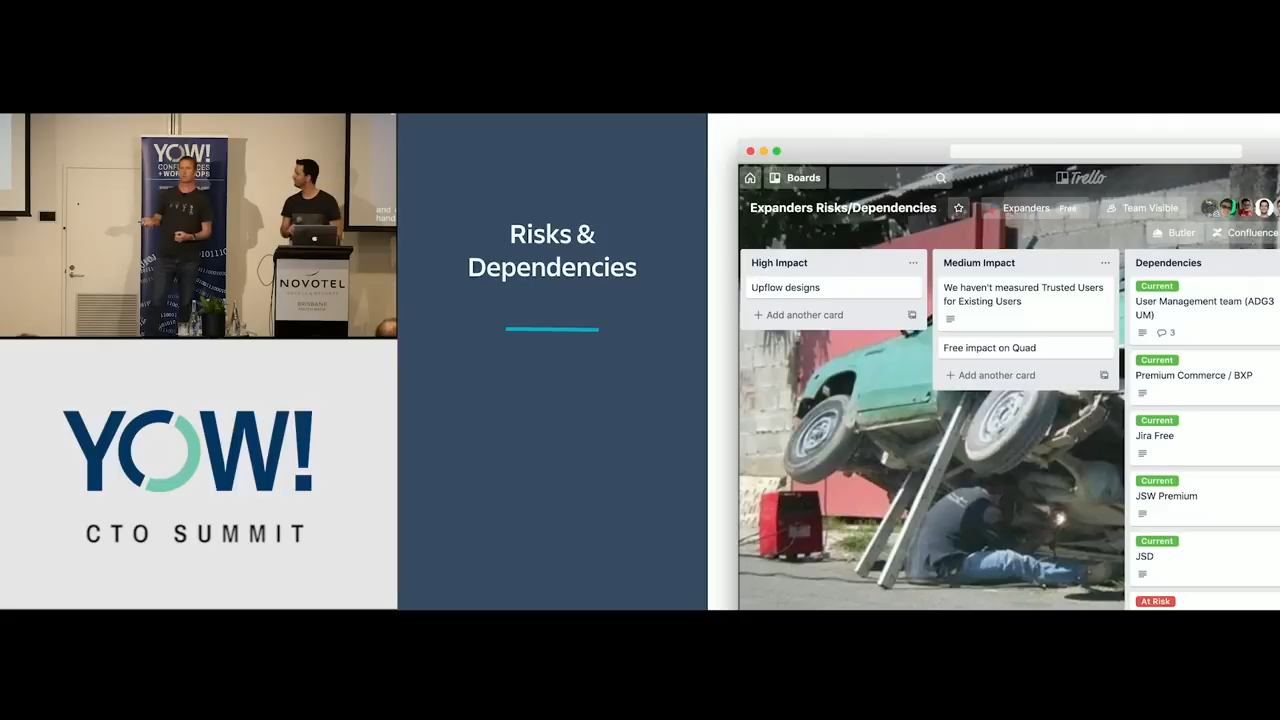 YOW!
CONFERENCES
+ WORKSHOPS
and
hand
NOVOTEL
BRISBANE
YOW!
CTO SUMMIT
Risks &
Dependencies
Boards
Trello
Expanders Risks/Dependencies
Expanders Free
Team Visible
Butler
Confluence
High Impact
Upflow designs
+ Add another card
Medium Impact
We haven't measured Trusted Users
for Existing Users
Free impact on Quad
+ Add another card
Dependencies
Current
User Management team (ADG3
UM)
3
Current
Premium Commerce / BXP
Current
Jira Free
Current
JSW Premium
Current
JSD
At Risk